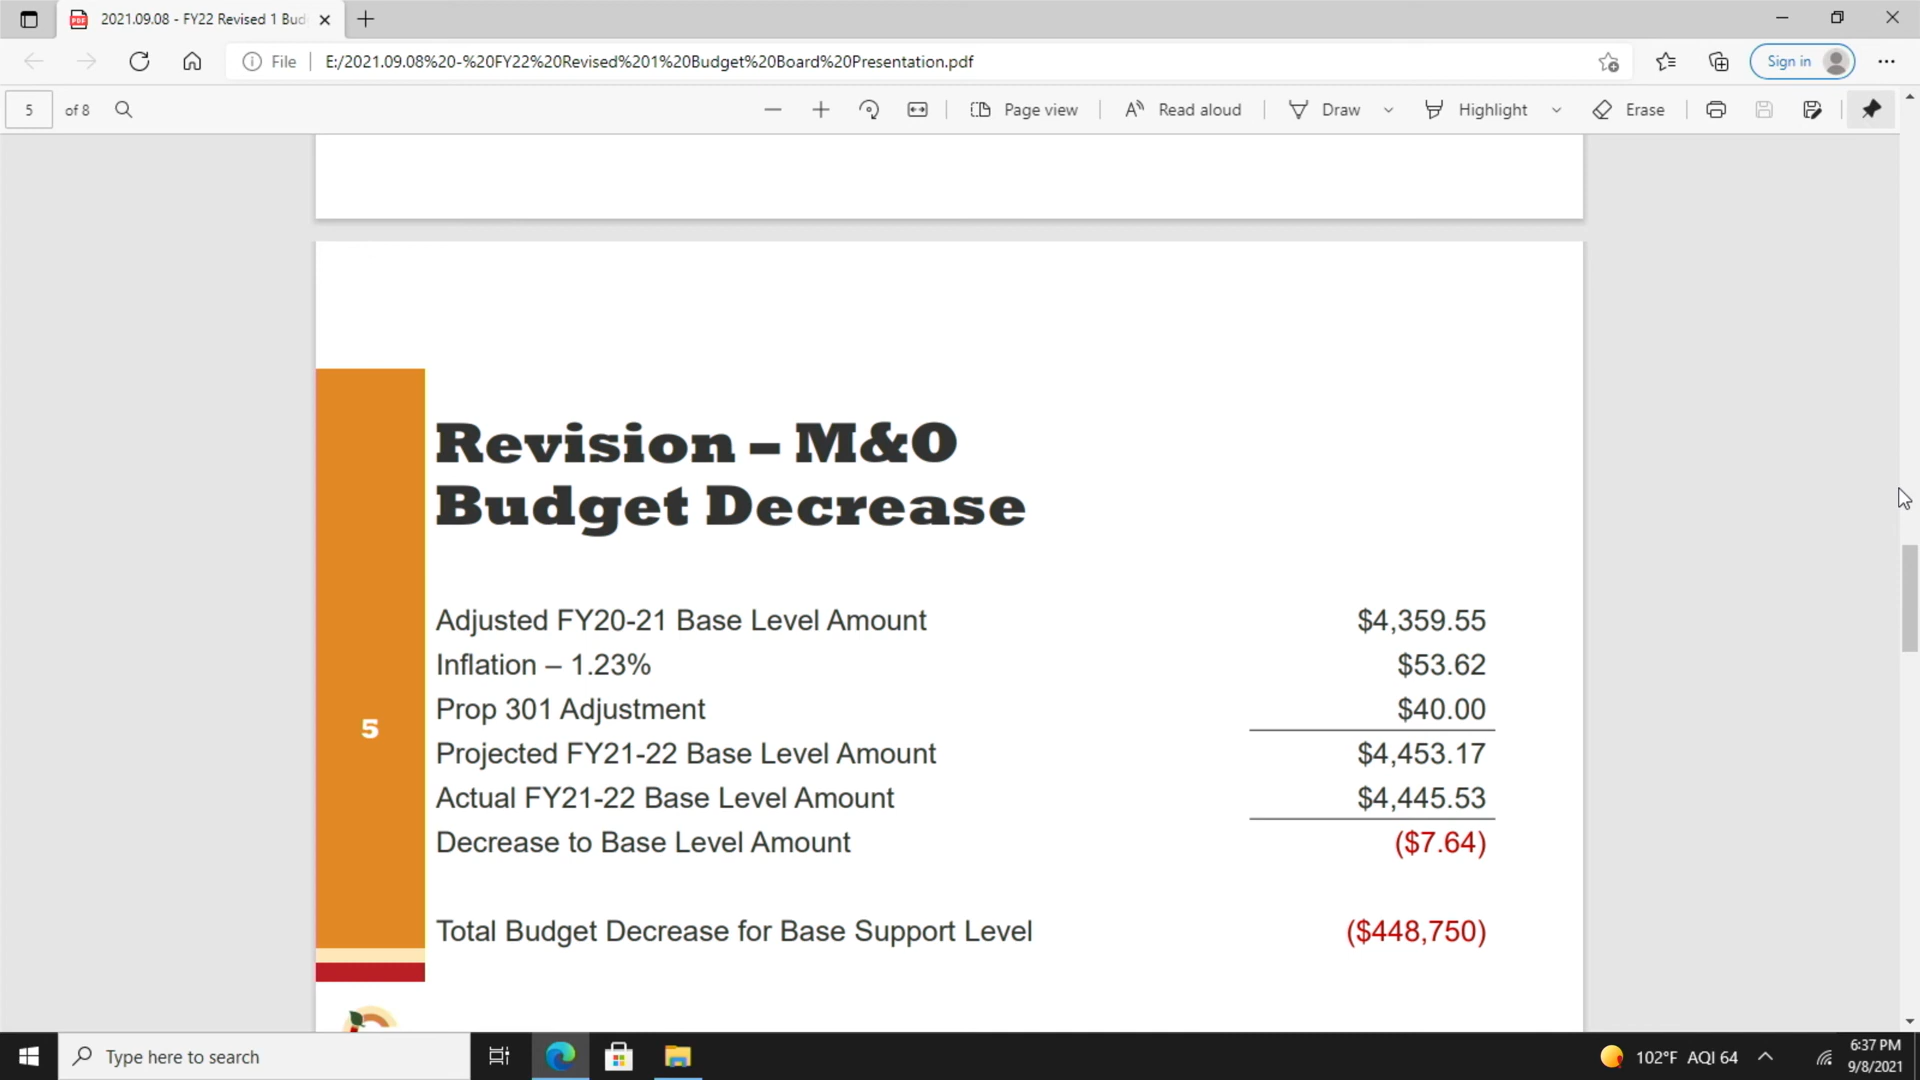 2021.09.08 - FY22 Revised 1 Bud
File
E:/2021.09.08%20-%20FY22%20Revised%201%20Budget%20Board%20Presentation.pdf
Sign in
5 of 8
Page view
Read aloud
Draw
Highlight
Erase
Revision – M&O
Budget Decrease
Adjusted FY20-21 Base Level Amount $4,359.55
Inflation – 1.23% $53.62
Prop 301 Adjustment $40.00
5
Projected FY21-22 Base Level Amount $4,453.17
Actual FY21-22 Base Level Amount $4,445.53
Decrease to Base Level Amount ($7.64)
Total Budget Decrease for Base Support Level ($448,750)
Type here to search
102°F AQI 64
6:37 PM
9/8/2021